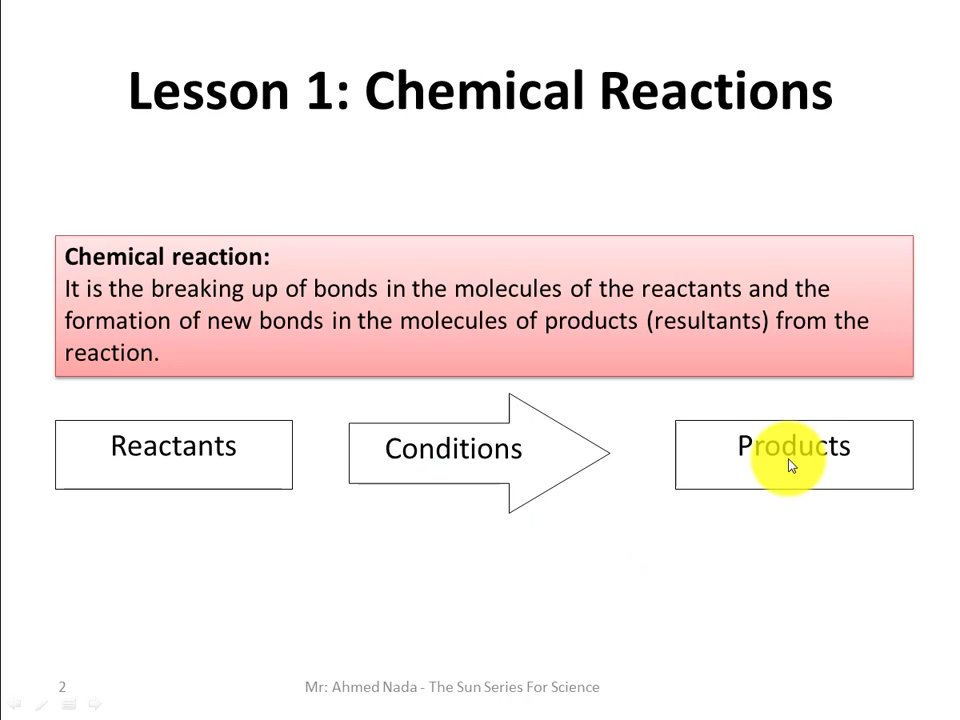 Lesson 1: Chemical Reactions
Chemical reaction:
It is the breaking up of bonds in the molecules of the reactants and the
formation of new bonds in the molecules of products (resultants) from the
reaction.
Reactants
Conditions
Products
2
Mr: Ahmed Nada - The Sun Series For Science